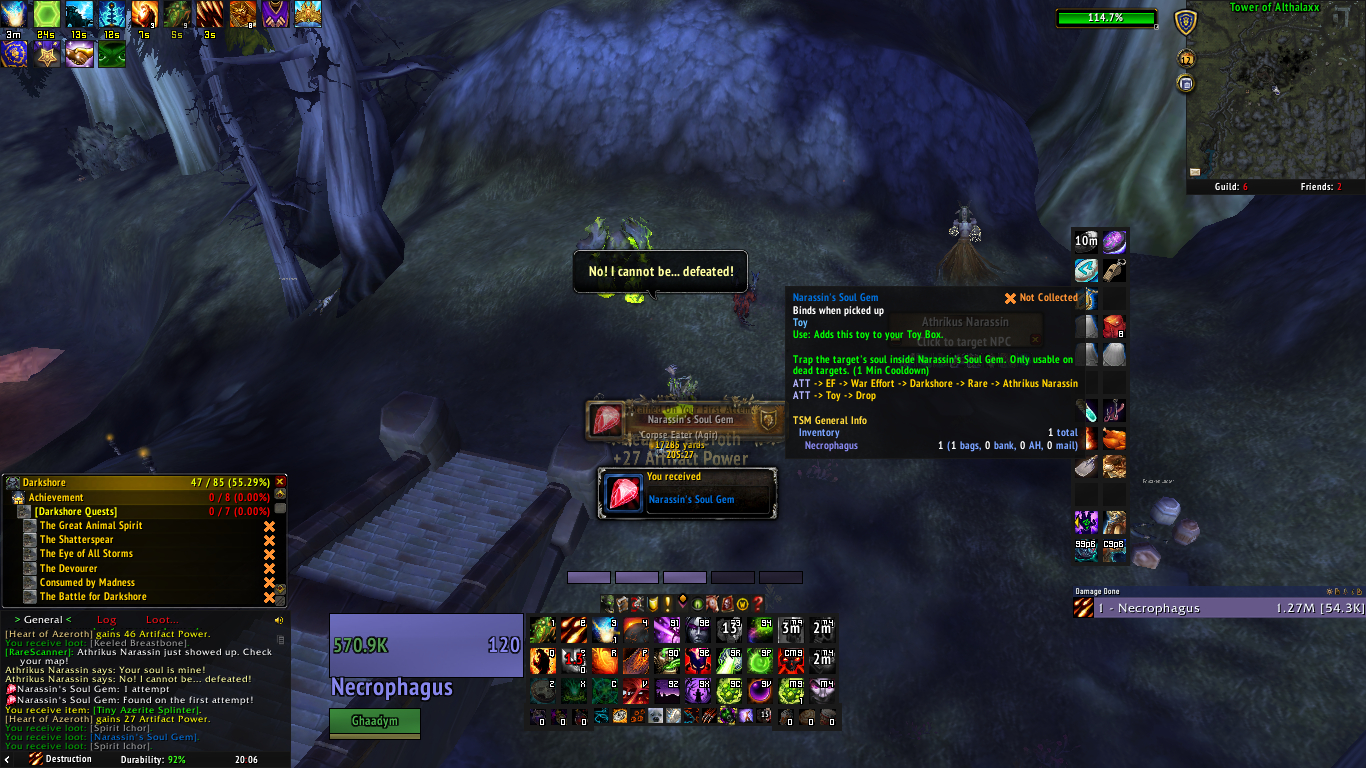 3m 24s 13s 12s 7s 5s 3s
114.7%
Tower of Althalaxx
Guild: 6 Friends: 2
10m
No! I cannot be... defeated!
Narassin's Soul Gem Not Collected
Binds when picked up
Toy
Use: Adds this toy to your Toy Box.
Trap the target's soul inside Narassin's Soul Gem. Only usable on
dead targets. (1 Min Cooldown)
ATT -> EF -> War Effort -> Darkshore -> Rare -> Athrikus Narassin
ATT -> Toy -> Drop
TSM General Info
Inventory 1 total
Necrophagus 1 (1 bags, 0 bank, 0 AH, 0 mail)
Athrikus Narassin
Click to target NPC
Narassin's Soul Gem
Corpse Eater (Agir)
17286 yards
205:27
+27 Artifact Power
You received
Narassin's Soul Gem
Darkshore 47 / 85 (55.29%)
Achievement 0 / 8 (0.00%)
[Darkshore Quests] 0 / 7 (0.00%)
The Great Animal Spirit
The Shatterspear
The Eye of All Storms
The Devourer
Consumed by Madness
The Battle for Darkshore
> General < Log Loot...
[Heart of Azeroth] gains 46 Artifact Power.
You receive loot: [Keeled Breastbone].
[RareScanner]: Athrikus Narassin just showed up. Check
your map!
Athrikus Narassin says: Your soul is mine!
Athrikus Narassin says: No! I cannot be... defeated!
Narassin's Soul Gem: 1 attempt
Narassin's Soul Gem: Found on the first attempt!
You receive item: [Tiny Azerite Splinter].
[Heart of Azeroth] gains 27 Artifact Power.
You receive loot: [Spirit Ichor].
You receive loot: [Narassin's Soul Gem].
You receive loot: [Spirit Ichor].
Destruction Durability: 92% 20:06
570.9K 120
Necrophagus
Ghaadym
Damage Done
1 - Necrophagus 1.27M [54.3K]